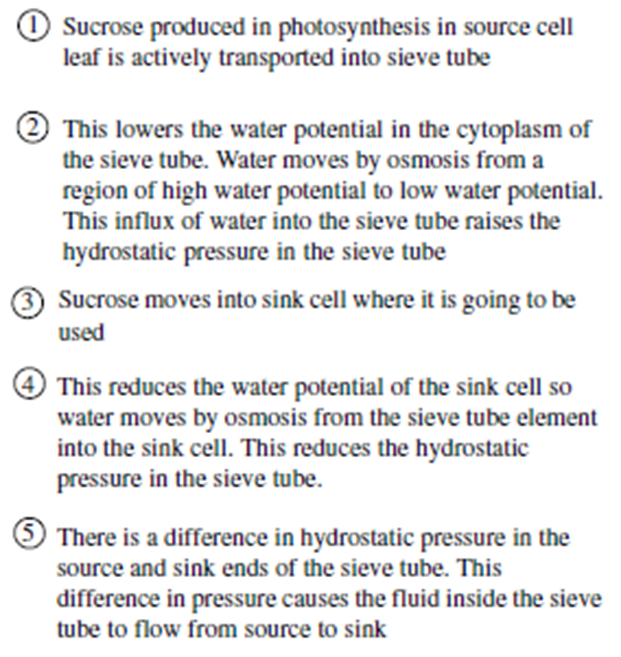 ① Sucrose produced in photosynthesis in source cell
leaf is actively transported into sieve tube
② This lowers the water potential in the cytoplasm of
the sieve tube. Water moves by osmosis from a
region of high water potential to low water potential.
This influx of water into the sieve tube raises the
hydrostatic pressure in the sieve tube
③ Sucrose moves into sink cell where it is going to be
used
④ This reduces the water potential of the sink cell so
water moves by osmosis from the sieve tube element
into the sink cell. This reduces the hydrostatic
pressure in the sieve tube.
⑤ There is a difference in hydrostatic pressure in the
source and sink ends of the sieve tube. This
difference in pressure causes the fluid inside the sieve
tube to flow from source to sink